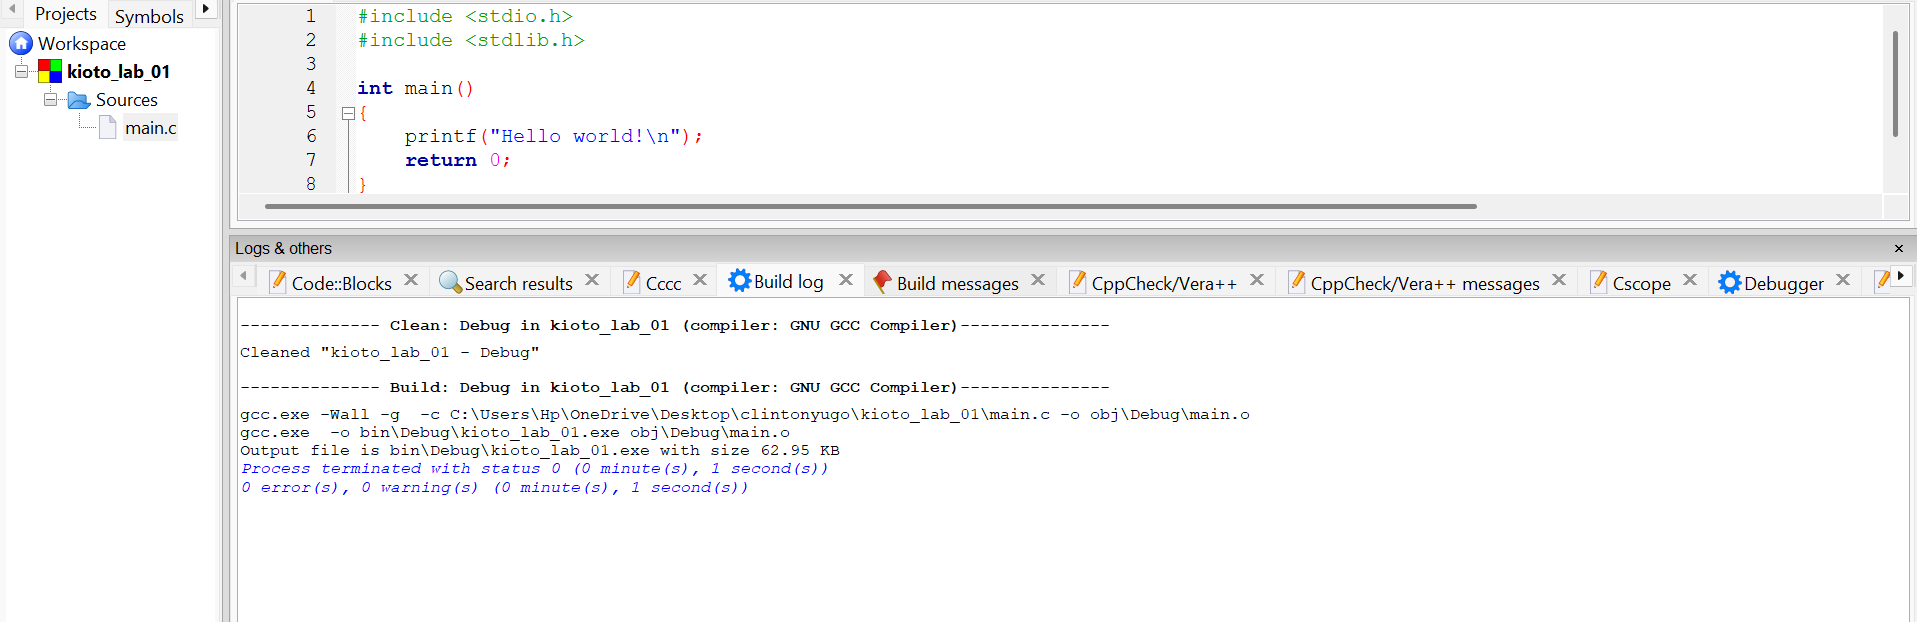 Projects
Symbols
Workspace
kioto_lab_01
Sources
main.c
1 #include <stdio.h>
2 #include <stdlib.h>
3
4 int main()
5 {
6 printf("Hello world!\n");
7 return 0;
8 }
Logs & others
Code::Blocks
Search results
Cccc
Build log
Build messages
CppCheck/Vera++
CppCheck/Vera++ messages
Cscope
Debugger
-------------- Clean: Debug in kioto_lab_01 (compiler: GNU GCC Compiler)---------------
Cleaned "kioto_lab_01 - Debug"
-------------- Build: Debug in kioto_lab_01 (compiler: GNU GCC Compiler)---------------
gcc.exe -Wall -g  -c C:\Users\Hp\OneDrive\Desktop\clintonyugo\kioto_lab_01\main.c -o obj\Debug\main.o
gcc.exe  -o bin\Debug\kioto_lab_01.exe obj\Debug\main.o
Output file is bin\Debug\kioto_lab_01.exe with size 62.95 KB
Process terminated with status 0 (0 minute(s), 1 second(s))
0 error(s), 0 warning(s) (0 minute(s), 1 second(s))